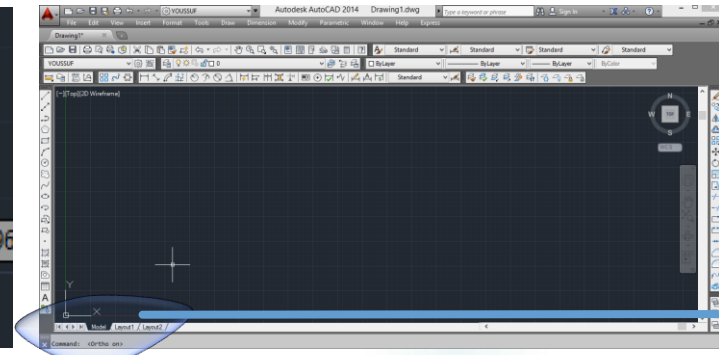 YOUSSUF
Autodesk AutoCAD 2014 Drawing1.dwg
Type a keyword or phrase
Sign In
File Edit View Insert Format Tools Draw Dimension Modify Parametric Window Help Express
Drawing1*
Standard Standard Standard Standard
YOUSSUF
0
ByLayer ByLayer ByLayer ByColor
Standard
[-][Top][2D Wireframe]
N
W TOP E
S
WCS
96
Y
X
A
Model Layout1 Layout2
Command: <Ortho on>